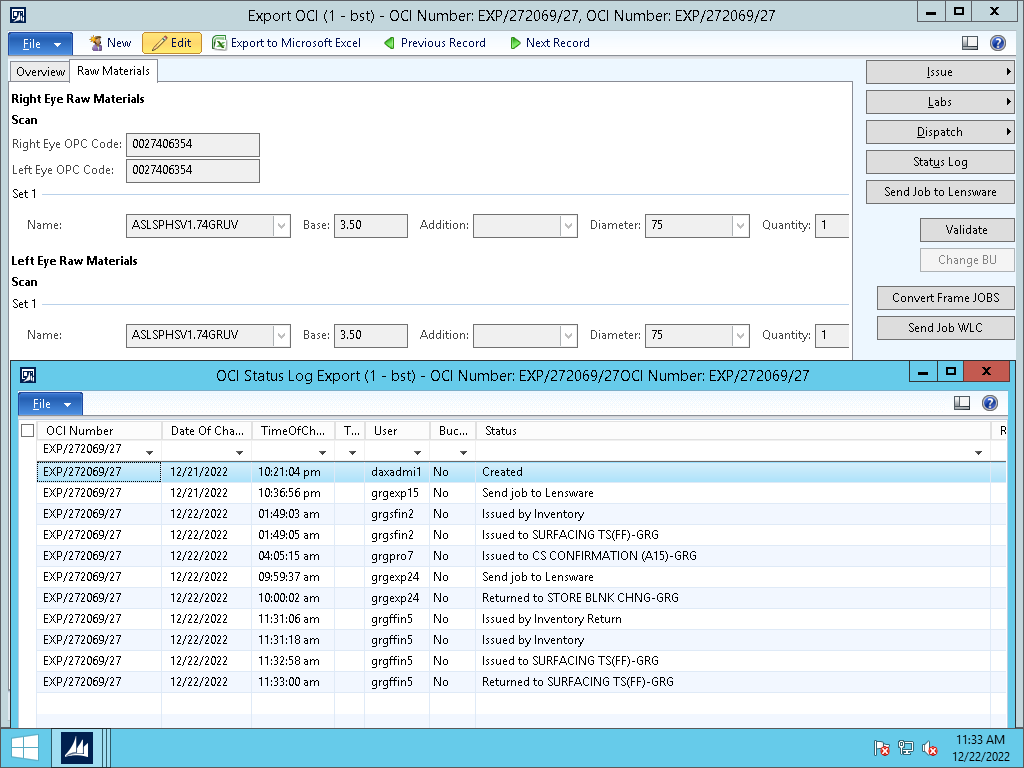 Export OCI (1 - bst) - OCI Number: EXP/272069/27, OCI Number: EXP/272069/27
File New Edit Export to Microsoft Excel Previous Record Next Record
Overview Raw Materials
Right Eye Raw Materials
Scan
Right Eye OPC Code: 0027406354
Left Eye OPC Code: 0027406354
Set 1
Name: ASLSPHSV1.74GRUV Base: 3.50 Addition: Diameter: 75 Quantity: 1
Left Eye Raw Materials
Scan
Set 1
Name: ASLSPHSV1.74GRUV Base: 3.50 Addition: Diameter: 75 Quantity: 1
Issue
Labs
Dispatch
Status Log
Send Job to Lensware
Validate
Change BU
Convert Frame JOBS
Send Job WLC
OCI Status Log Export (1 - bst) - OCI Number: EXP/272069/27OCI Number: EXP/272069/27
File
OCI Number Date Of Cha... TimeOfCh... T... User Buc... Status R
EXP/272069/27
EXP/272069/27 12/21/2022 10:21:04 pm daxadmi1 No Created
EXP/272069/27 12/21/2022 10:36:56 pm grgexp15 No Send job to Lensware
EXP/272069/27 12/22/2022 01:49:03 am grgsfin2 No Issued by Inventory
EXP/272069/27 12/22/2022 01:49:05 am grgsfin2 No Issued to SURFACING TS(FF)-GRG
EXP/272069/27 12/22/2022 04:05:15 am grgpro7 No Issued to CS CONFIRMATION (A15)-GRG
EXP/272069/27 12/22/2022 09:59:37 am grgexp24 No Send job to Lensware
EXP/272069/27 12/22/2022 10:00:02 am grgexp24 No Returned to STORE BLNK CHNG-GRG
EXP/272069/27 12/22/2022 11:31:06 am grgffin5 No Issued by Inventory Return
EXP/272069/27 12/22/2022 11:31:18 am grgffin5 No Issued by Inventory
EXP/272069/27 12/22/2022 11:32:58 am grgffin5 No Issued to SURFACING TS(FF)-GRG
EXP/272069/27 12/22/2022 11:33:00 am grgffin5 No Returned to SURFACING TS(FF)-GRG
11:33 AM
12/22/2022